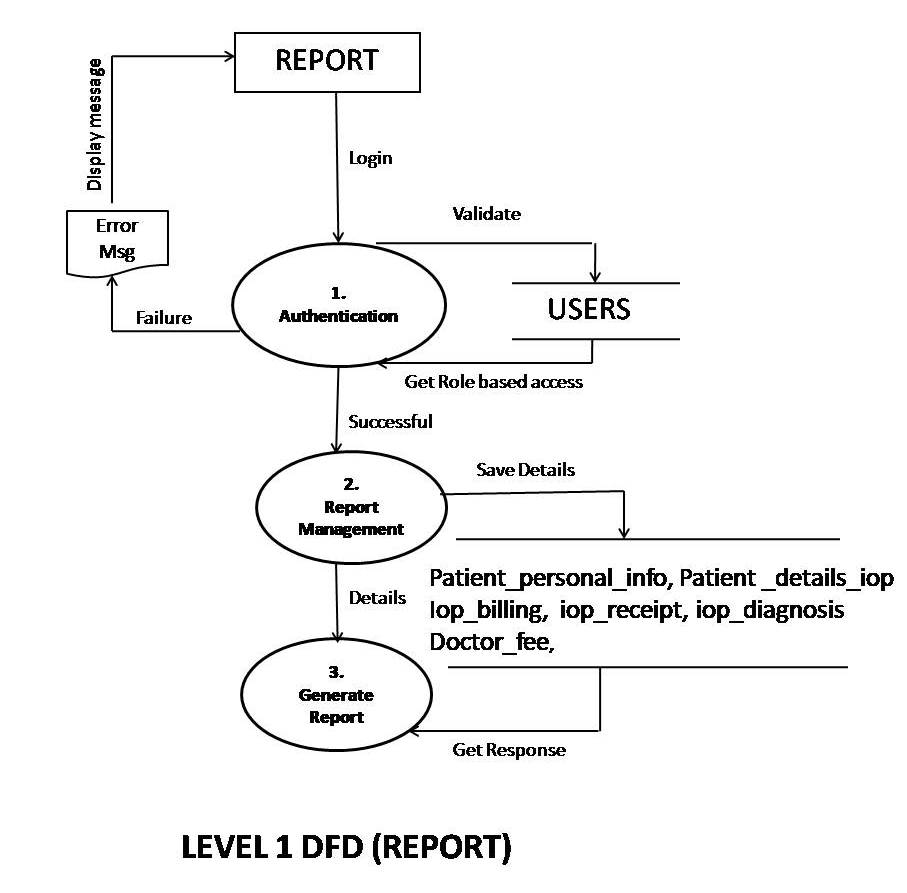 REPORT
Display message
Login
Error
Msg
Validate
1.
Authentication
USERS
Failure
Get Role based access
Successful
2.
Report
Management
Save Details
Details
Patient_personal_info, Patient _details_iop
Iop_billing, iop_receipt, iop_diagnosis
Doctor_fee,
3.
Generate
Report
Get Response
LEVEL 1 DFD (REPORT)